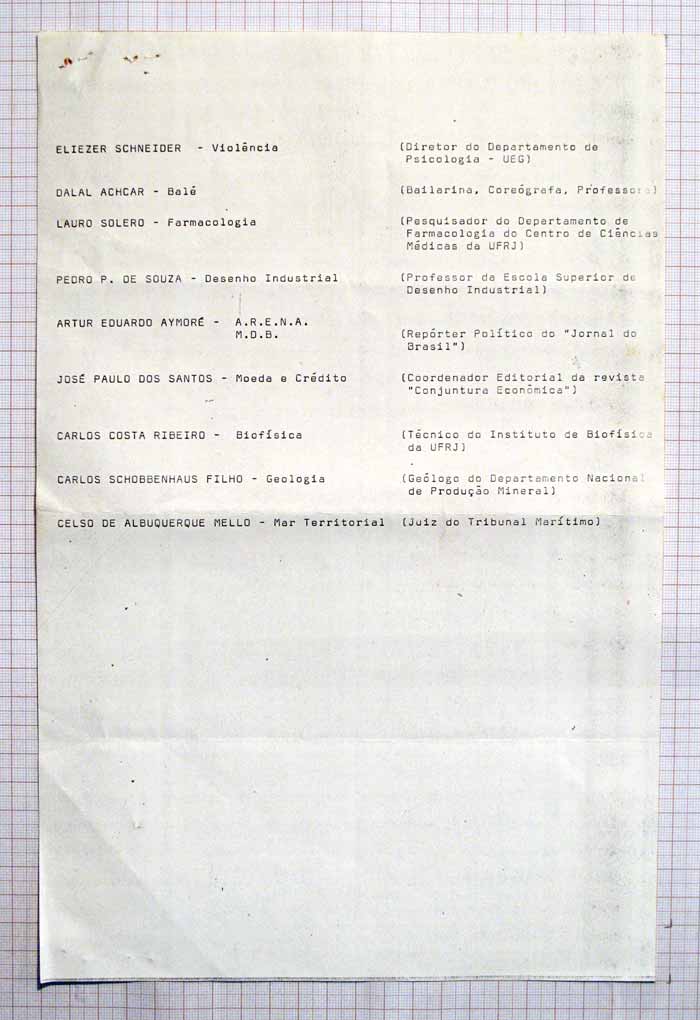 ELIEZER SCHNEIDER - Violência (Diretor do Departamento de
Psicologia - UEG)
DALAL ACHCAR - Balé (Bailarina, Coreógrafa, Professora)
LAURO SOLERO - Farmacologia (Pesquisador do Departamento de
Farmacologia do Centro de Ciências
Médicas da UFRJ)
PEDRO P. DE SOUZA - Desenho Industrial (Professor da Escola Superior de
Desenho Industrial)
ARTUR EDUARDO AYMORÉ - A.R.E.N.A.
M.D.B. (Repórter Político do "Jornal do
Brasil")
JOSÉ PAULO DOS SANTOS - Moeda e Crédito (Coordenador Editorial da revista
"Conjuntura Econômica")
CARLOS COSTA RIBEIRO - Biofísica (Técnico do Instituto de Biofísica
da UFRJ)
CARLOS SCHOBBENHAUS FILHO - Geologia (Geólogo do Departamento Nacional
de Produção Mineral)
CELSO DE ALBUQUERQUE MELLO - Mar Territorial (Juiz do Tribunal Marítimo)